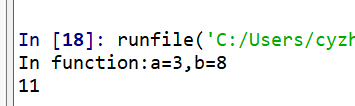 In [18]: runfile('C:/Users/cyzh
In function:a=3,b=8
11